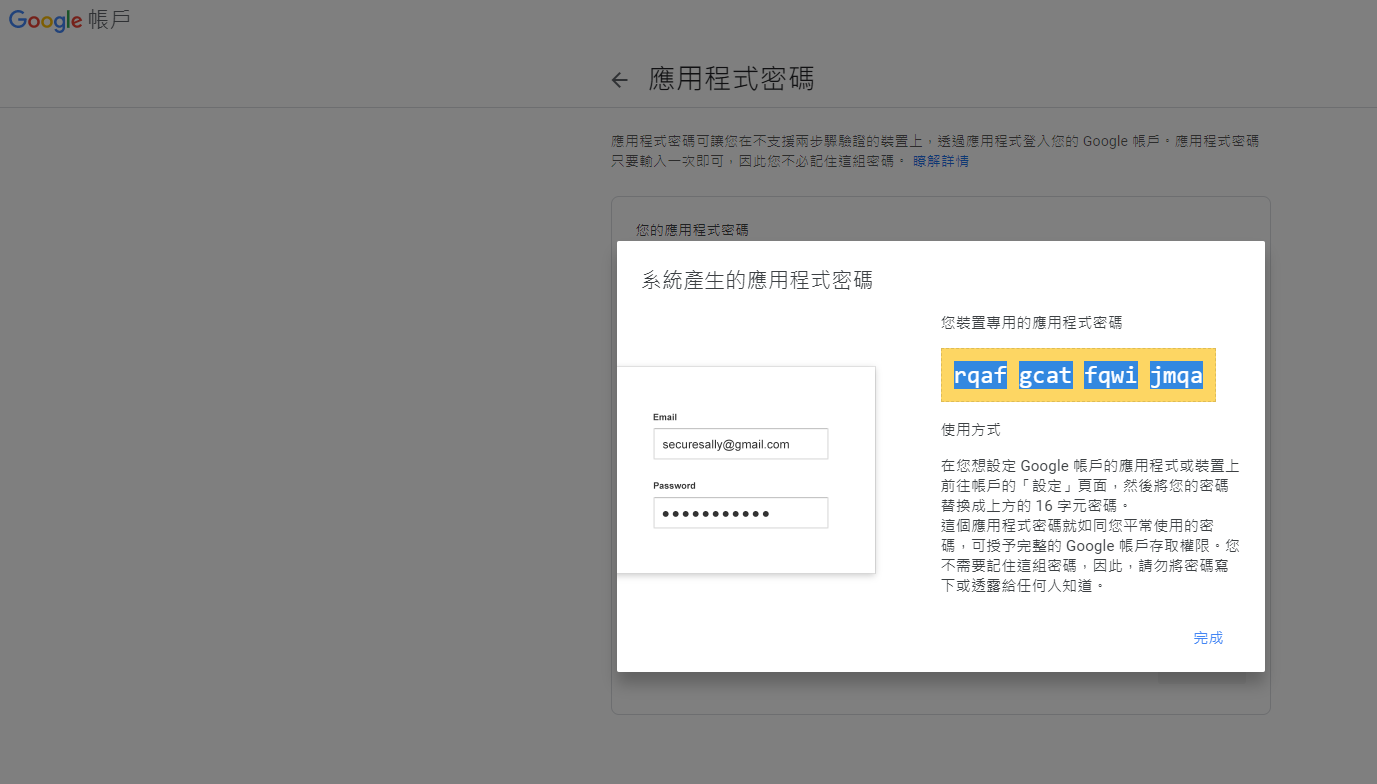 Google 帳戶
應用程式密碼
應用程式密碼可讓您在不支援兩步驟驗證的裝置上，透過應用程式登入您的 Google 帳戶。應用程式密碼
只要輸入一次即可，因此您不必記住這組密碼。 瞭解詳情
您的應用程式密碼
系統產生的應用程式密碼
您裝置專用的應用程式密碼
rqaf gcat fqwi jmqa
Email
securesally@gmail.com
Password
使用方式
在您想設定 Google 帳戶的應用程式或裝置上
前往帳戶的「設定」頁面，然後將您的密碼
替換成上方的 16 字元密碼。
這個應用程式密碼就如同您平常使用的密
碼，可授予完整的 Google 帳戶存取權限。您
不需要記住這組密碼，因此，請勿將密碼寫
下或透露給任何人知道。
完成